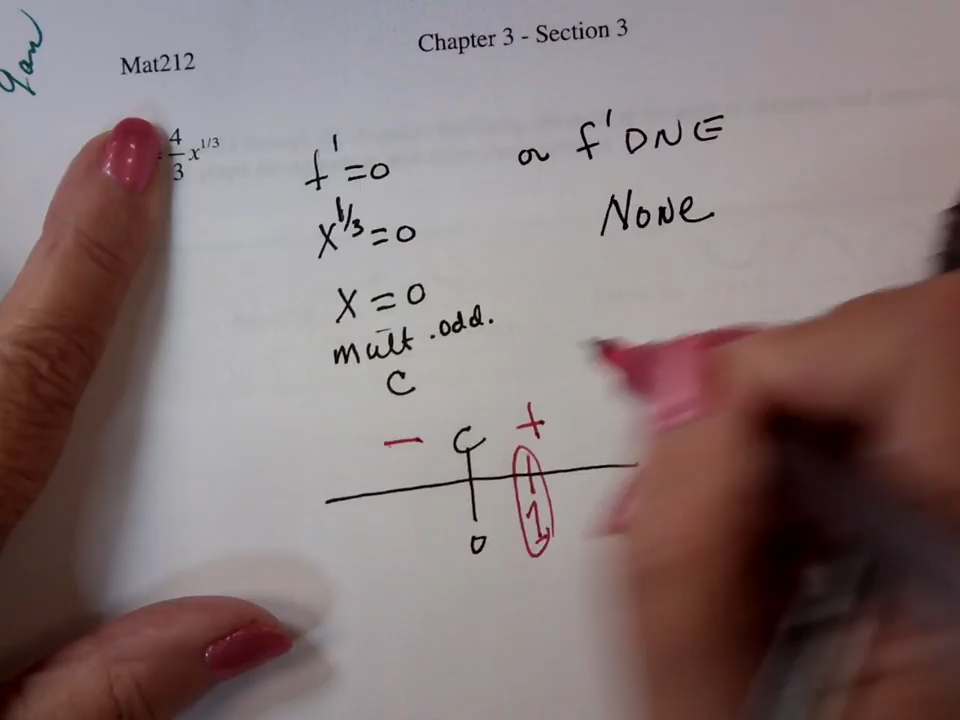 Yan
Mat212
Chapter 3 - Section 3
4/3 x^1/3
f' = 0
or f' DNE
x^1/3 = 0
None
x = 0
mult. odd.
C
− C +
0 1